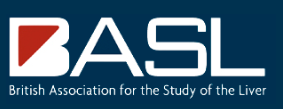 BASL
British Association for the Study of the Liver